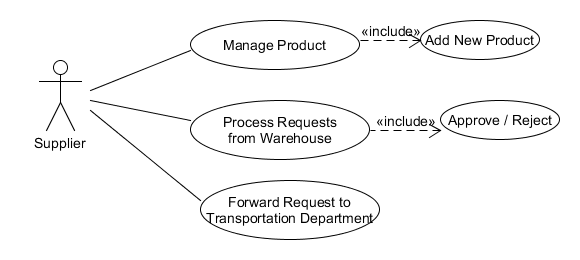 «include»
Manage Product
Add New Product
Process Requests
from Warehouse
«include»
Approve / Reject
Supplier
Forward Request to
Transportation Department